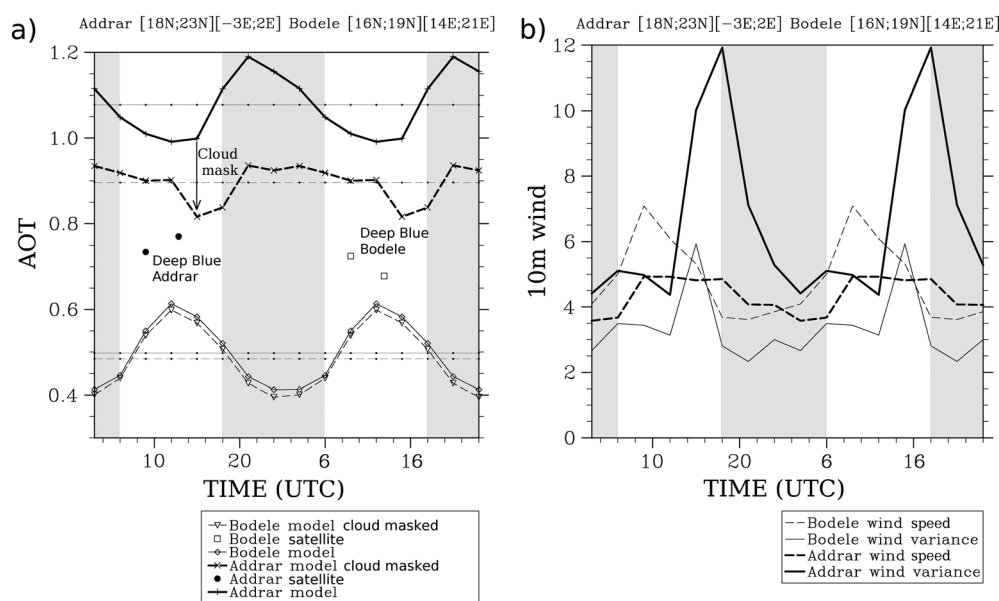 a)
Addrar [18N;23N][-3E;2E] Bodele [16N;19N][14E;21E]
1.2
1.0
0.8
0.6
0.4
AOT
Cloud
mask
Deep Blue
Addrar
Deep Blue
Bodele
10
20
6
16
TIME (UTC)
Bodele model cloud masked
Bodele satellite
Bodele model
Addrar model cloud masked
Addrar satellite
Addrar model
b)
Addrar [18N;23N][-3E;2E] Bodele [16N;19N][14E;21E]
12
10
8
6
4
2
0
10m wind
10
20
6
16
TIME (UTC)
Bodele wind speed
Bodele wind variance
Addrar wind speed
Addrar wind variance